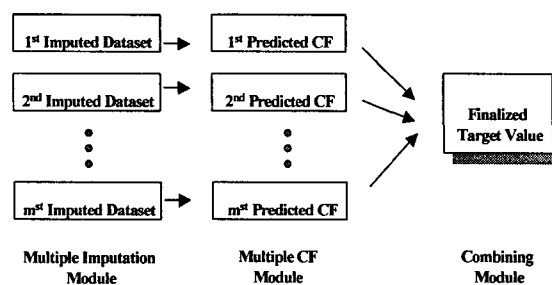 1st Imputed Dataset
1st Predicted CF
2nd Imputed Dataset
2nd Predicted CF
Finalized
Target Value
mst Imputed Dataset
mst Predicted CF
Multiple Imputation
Module
Multiple CF
Module
Combining
Module